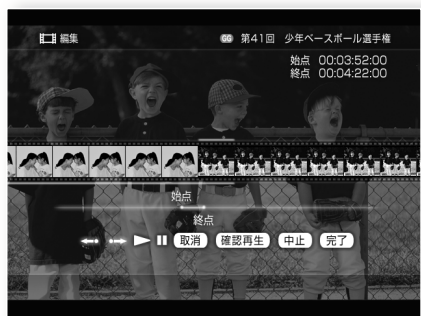 編集
GG 第41回 少年ベースボール選手権
始点 00:03:52:00
終点 00:04:22:00
始点
終点
取消 確認再生 中止 完了